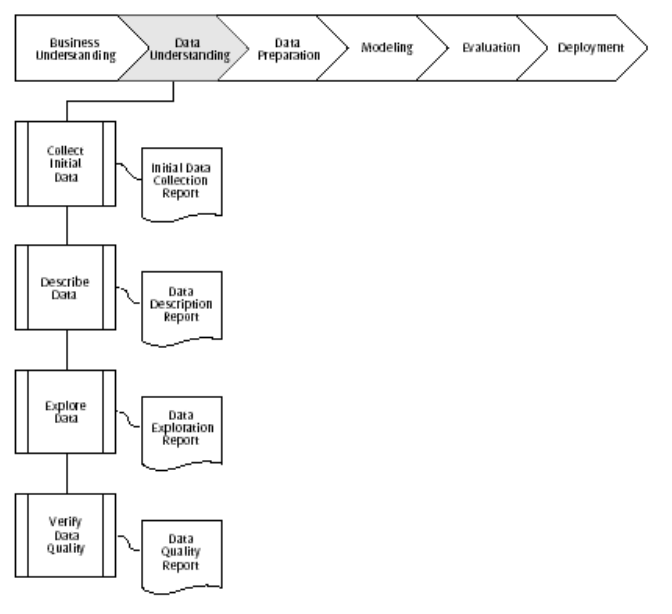 Business
Understanding
Data
Understanding
Data
Preparation
Modeling
Evaluation
Deployment
Collect
Initial
Data
Initial Data
Collection
Report
Describe
Data
Data
Description
Report
Explore
Data
Data
Exploration
Report
Verify
Data
Quality
Data
Quality
Report